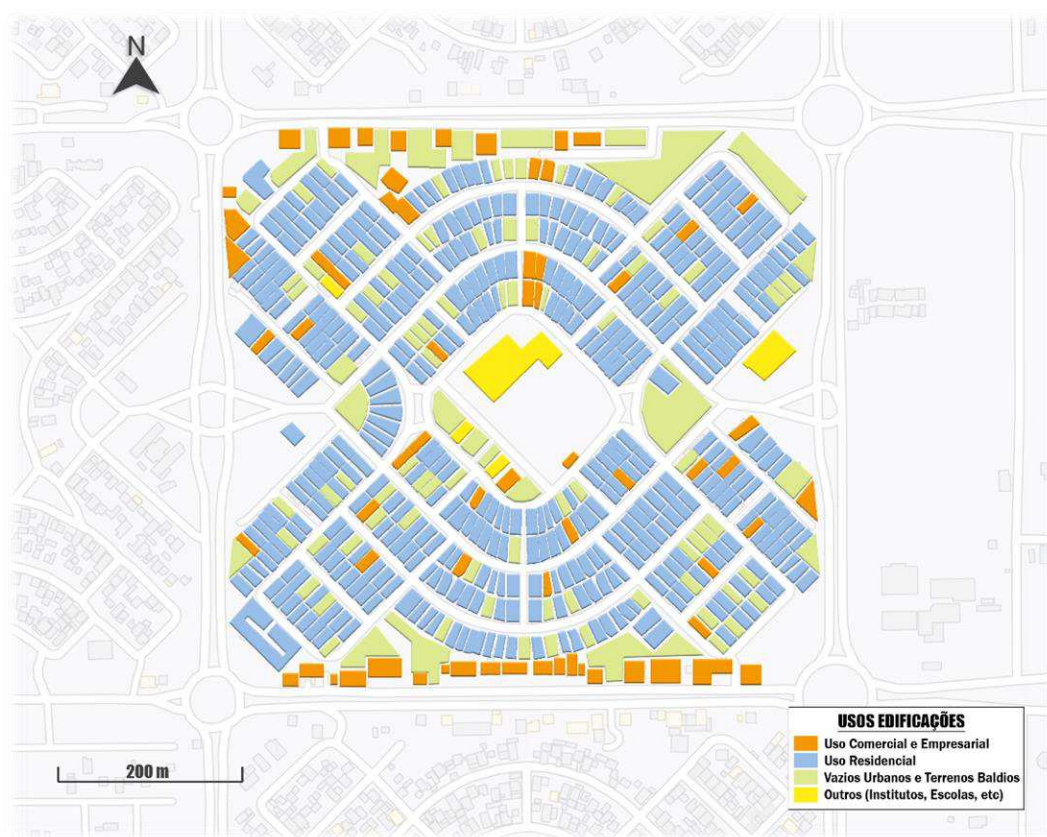 N
USOS EDIFICAÇÕES
Uso Comercial e Empresarial
Uso Residencial
Vazios Urbanos e Terrenos Baldios
Outros (Institutos, Escolas, etc)
200 m